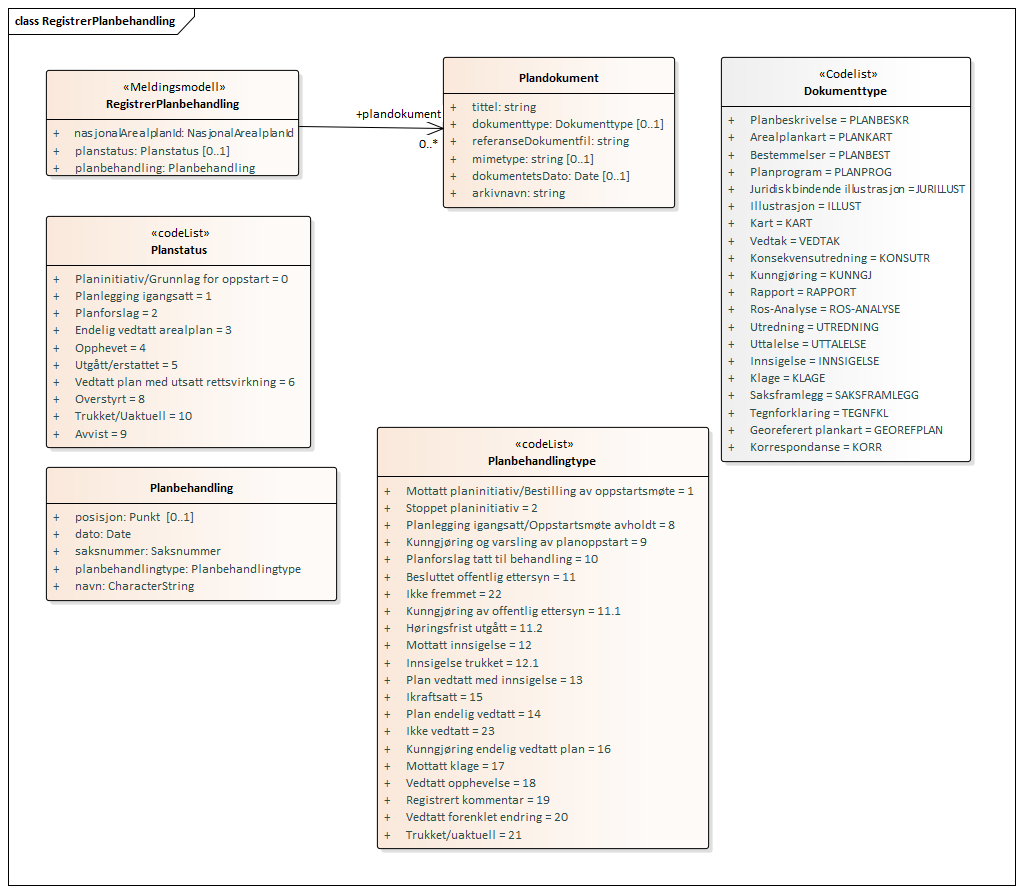 class RegistrerPlanbehandling
«Meldingsmodell»
RegistrerPlanbehandling
+ nasjonalArealplanId: NasjonalArealplanId
+ planstatus: Planstatus [0..1]
+ planbehandling: Planbehandling
+plandokument
0..*
Plandokument
+ tittel: string
+ dokumenttype: Dokumenttype [0..1]
+ referanseDokumentfil: string
+ mimetype: string [0..1]
+ dokumentetsDato: Date [0..1]
+ arkivnavn: string
«Codelist»
Dokumenttype
+ Planbeskrivelse = PLANBESKR
+ Arealplankart = PLANKART
+ Bestemmelser = PLANBEST
+ Planprogram = PLANPROG
+ Juridiskbindende illustrasjon =JURILLUST
+ Illustrasjon = ILLUST
+ Kart = KART
+ Vedtak = VEDTAK
+ Konsekvensutredning = KONSUTR
+ Kunngjøring = KUNNGJ
+ Rapport = RAPPORT
+ Ros-Analyse = ROS-ANALYSE
+ Utredning = UTREDNING
+ Uttalelse = UTTALELSE
+ Innsigelse = INNSIGELSE
+ Klage = KLAGE
+ Saksframlegg = SAKSFRAMLEGG
+ Tegnforklaring = TEGNFKL
+ Georeferert plankart = GEOREFPLAN
+ Korrespondanse = KORR
«codeList»
Planstatus
+ Planinitiativ/Grunnlag for oppstart = 0
+ Planlegging igangsatt = 1
+ Planforslag = 2
+ Endelig vedtatt arealplan = 3
+ Opphevet = 4
+ Utgått/erstattet = 5
+ Vedtatt plan med utsatt rettsvirkning = 6
+ Overstyrt = 8
+ Trukket/Uaktuell = 10
+ Avvist = 9
Planbehandling
+ posisjon: Punkt [0..1]
+ dato: Date
+ saksnummer: Saksnummer
+ planbehandlingtype: Planbehandlingtype
+ navn: CharacterString
«codeList»
Planbehandlingtype
+ Mottatt planinitiativ/Bestilling av oppstartsmøte = 1
+ Stoppet planinitiativ = 2
+ Planlegging igangsatt/Oppstartsmøte avholdt = 8
+ Kunngjøring og varsling av planoppstart = 9
+ Planforslag tatt til behandling = 10
+ Besluttet offentlig ettersyn = 11
+ Ikke fremmet = 22
+ Kunngjøring av offentlig ettersyn = 11.1
+ Høringsfrist utgått = 11.2
+ Mottatt innsigelse = 12
+ Innsigelse trukket = 12.1
+ Plan vedtatt med innsigelse = 13
+ Ikraftsatt = 15
+ Plan endelig vedtatt = 14
+ Ikke vedtatt = 23
+ Kunngjøring endelig vedtatt plan = 16
+ Mottatt klage = 17
+ Vedtatt opphevelse = 18
+ Registrert kommentar = 19
+ Vedtatt forenklet endring = 20
+ Trukket/uaktuell = 21